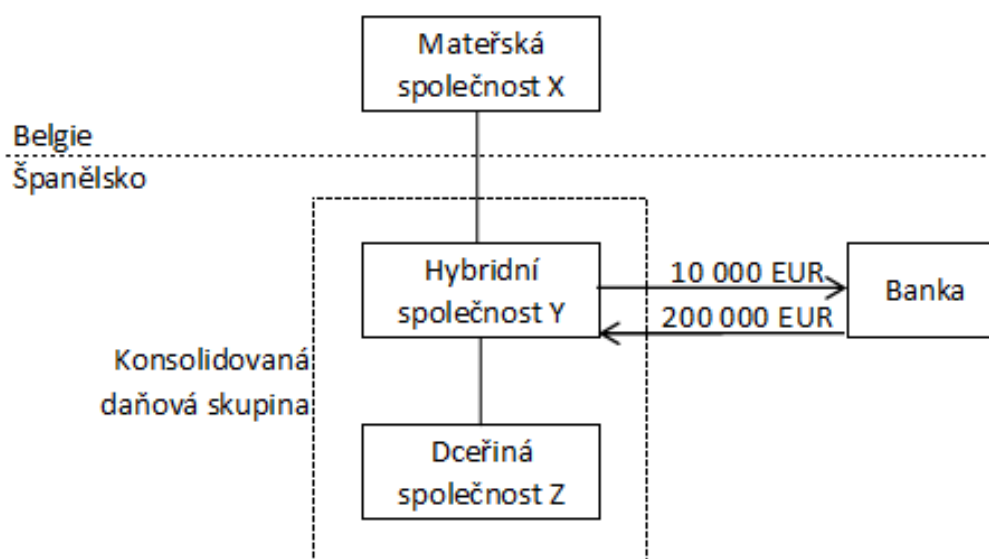 Mateřská
společnost X
Belgie
Španělsko
Hybridní
společnost Y
10 000 EUR
200 000 EUR
Banka
Konsolidovaná
daňová skupina
Dceřiná
společnost Z